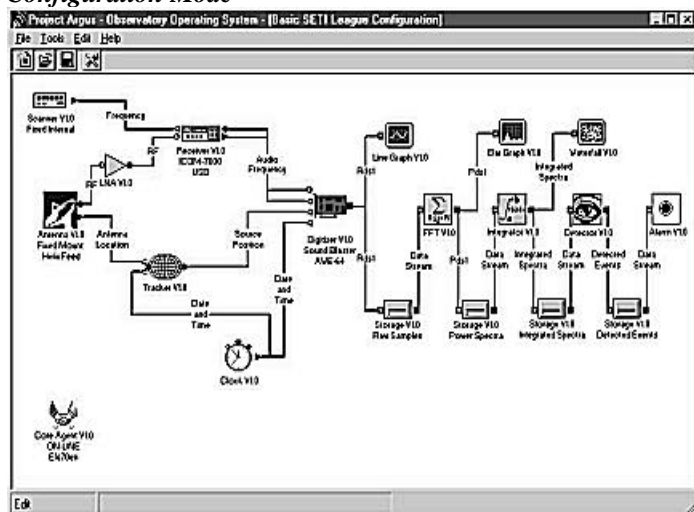 Configuration Mode
Project Argus - Observatory Operating System - [Basic SETI League Configuration]
File Tools Edit Help
Scanner V1.0
Fixed Interval
Frequency
Receiver V1.0
ICOM-7000
USB
RF
LNA V1.0
RF
Audio
Frequency
Line Graph V1.0
Bar Graph V1.0
Waterfall V1.0
Integrated
Spectra
Pdst
Pdst
Antenna V1.0
Fixed Mount
Helix Feed
Antenna
Location
Source
Position
Tracker V1.0
Digitizer V1.0
Sound Blaster
AWE-64
FFT V1.0
Integrator V1.0
Detector V1.0
Alarm V1.0
Pdst
Data
Stream
Pdst
Data
Stream
Integrated
Spectra
Data
Stream
Detected
Events
Data
Stream
Date
and
Time
Date
and
Time
Clock V1.0
Storage V1.0
Raw Samples
Storage V1.0
Power Spectra
Storage V1.0
Integrated Spectra
Storage V1.0
Detected Events
Core Agent V1.0
ON-LINE
Edit